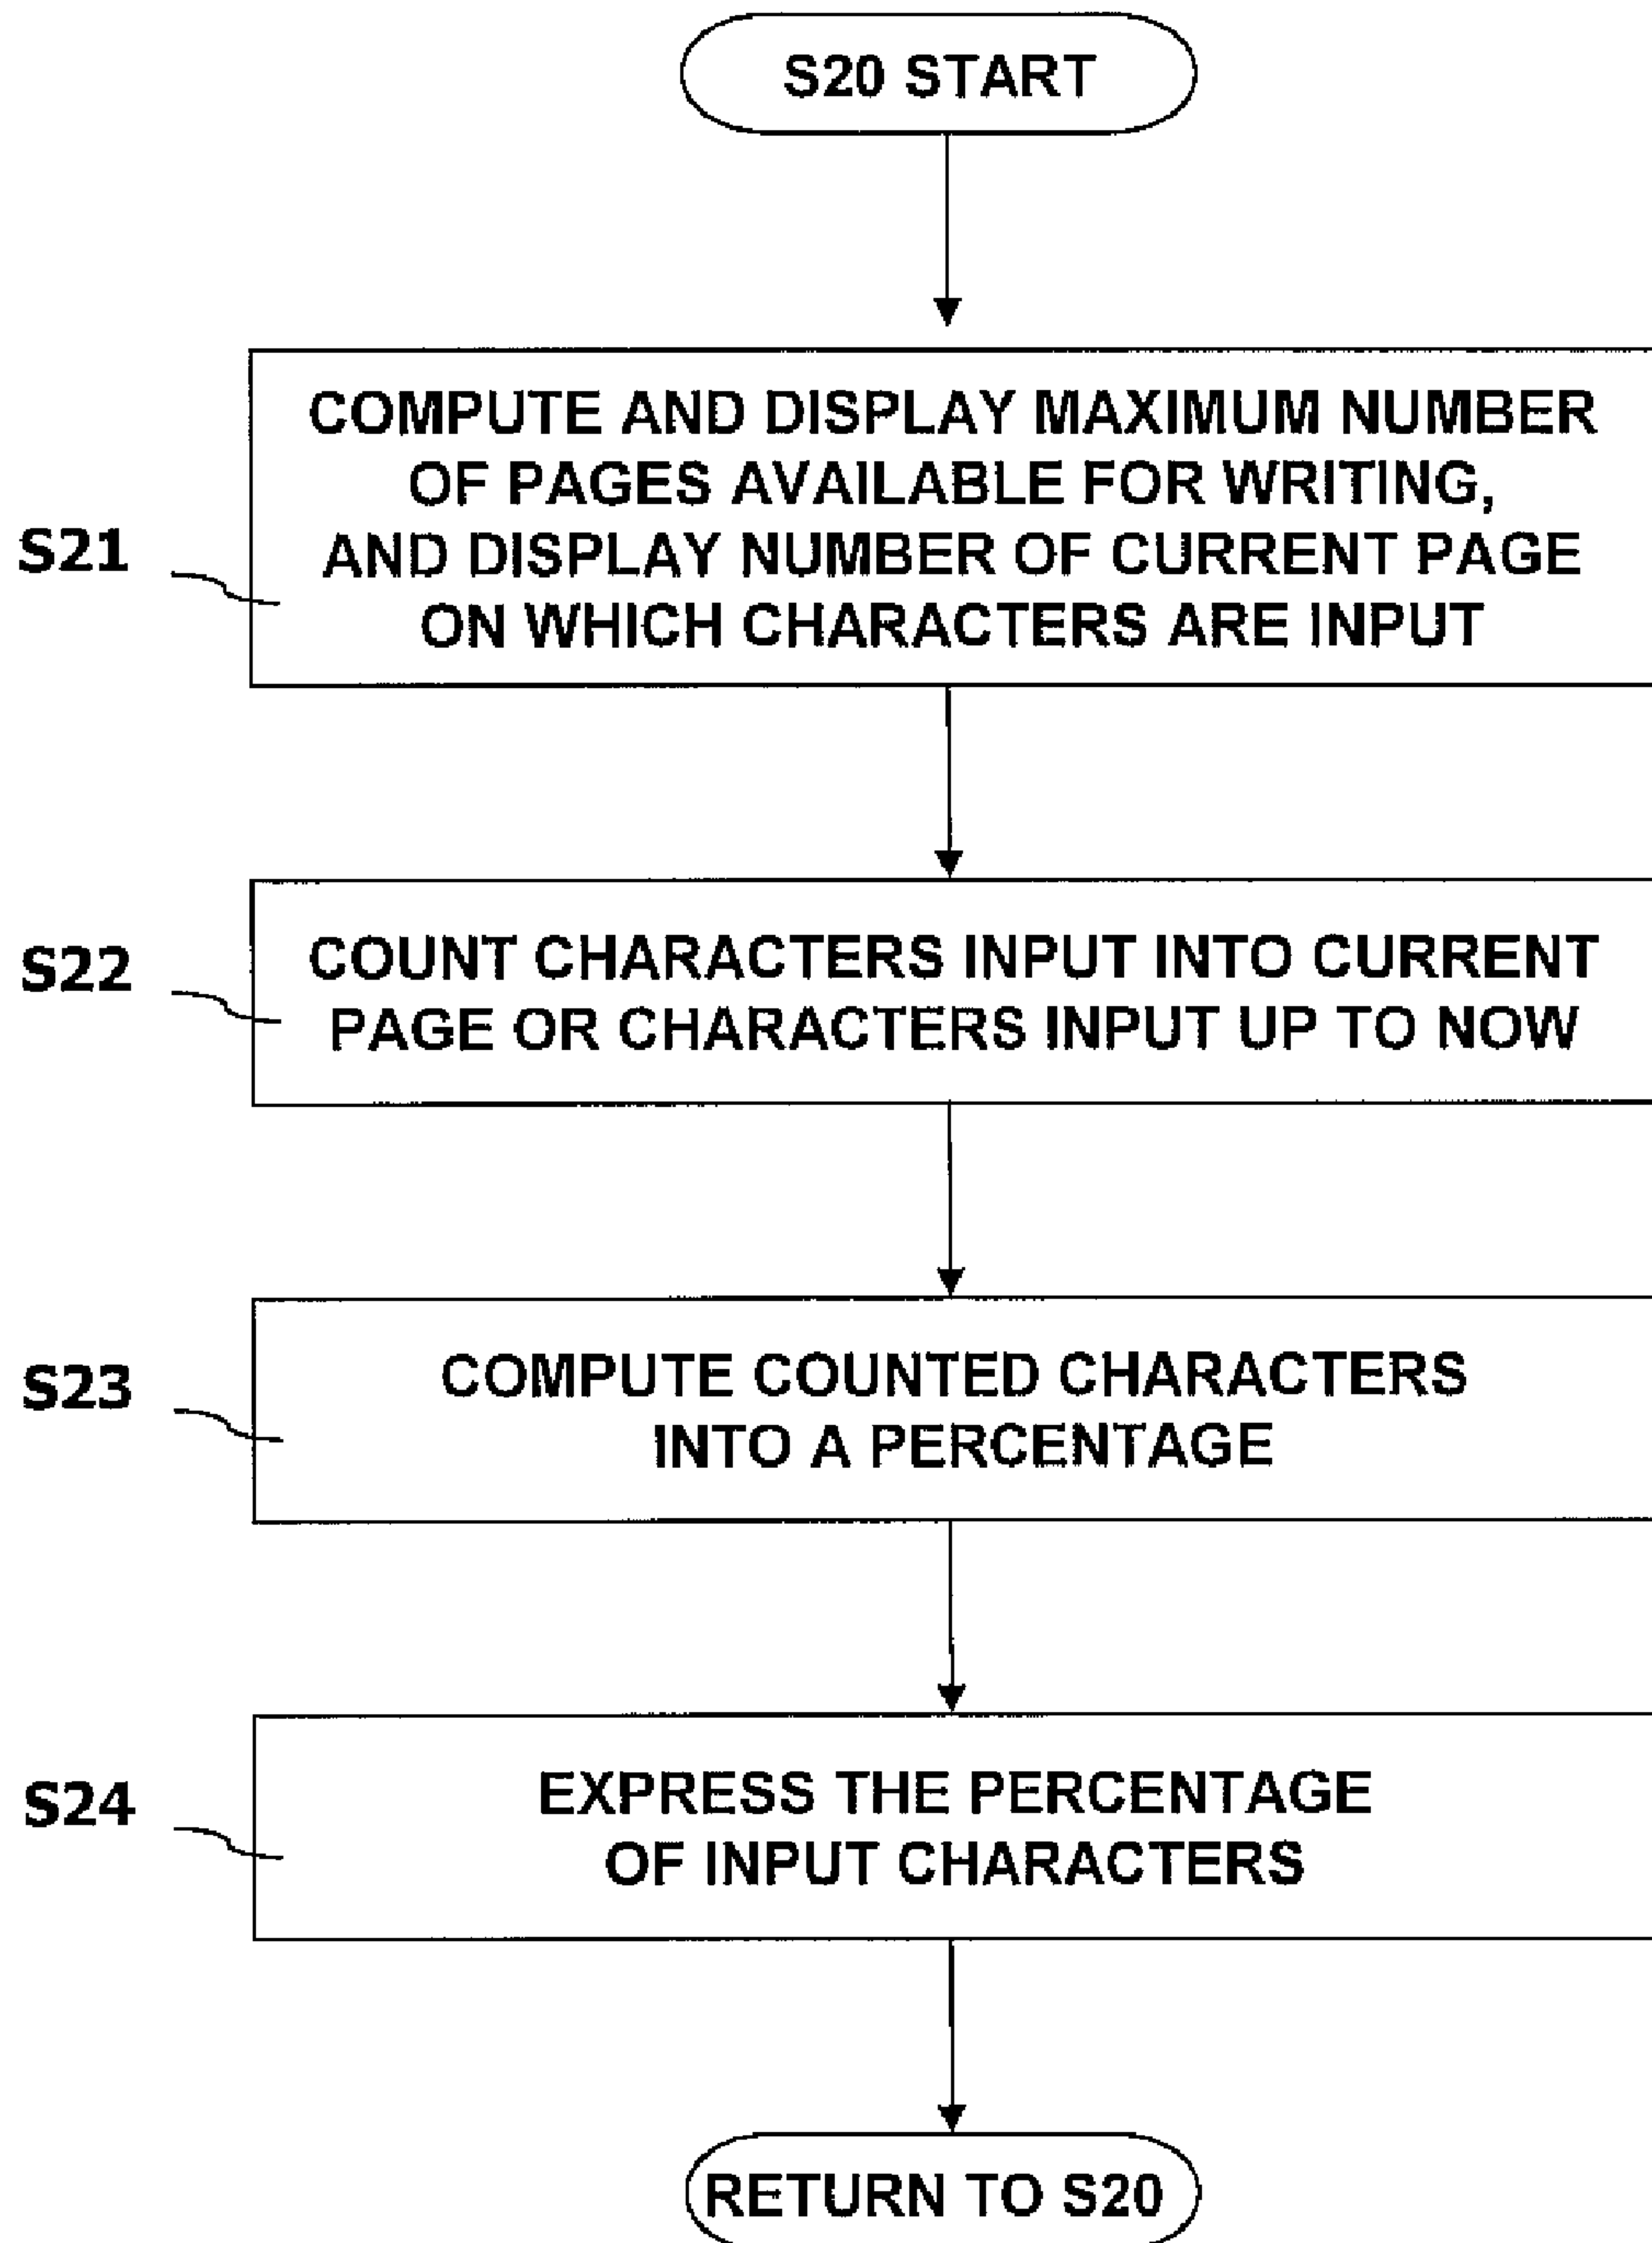 S20 START
COMPUTE AND DISPLAY MAXIMUM NUMBER
OF PAGES AVAILABLE FOR WRITING,
S21
AND DISPLAY NUMBER OF CURRENT PAGE
ON WHICH CHARACTERS ARE INPUT
S22
COUNT CHARACTERS INPUT INTO CURRENT
PAGE OR CHARACTERS INPUT UP TO NOW
S23
COMPUTE COUNTED CHARACTERS
INTO A PERCENTAGE
S24
EXPRESS THE PERCENTAGE
OF INPUT CHARACTERS
RETURN TO S20